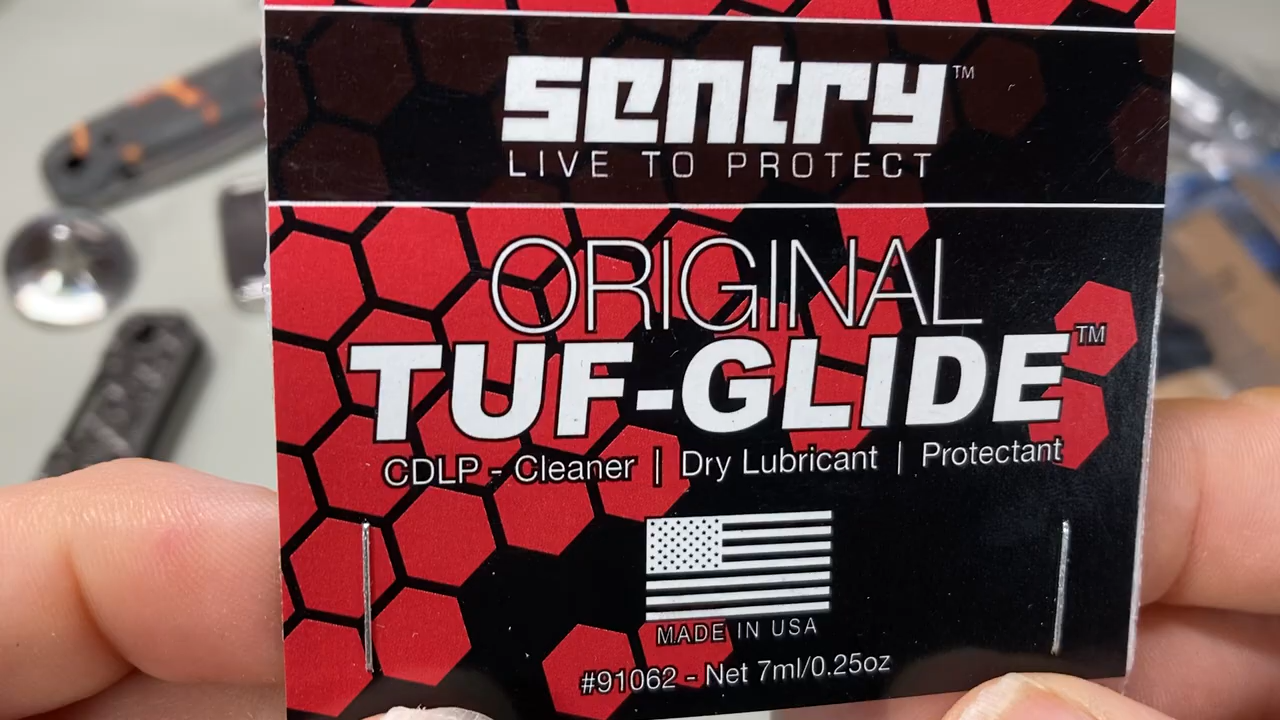 sentry™
LIVE TO PROTECT
ORIGINAL
TUF-GLIDE™
CDLP - Cleaner | Dry Lubricant | Protectant
MADE IN USA
#91062 - Net 7ml/0.25oz